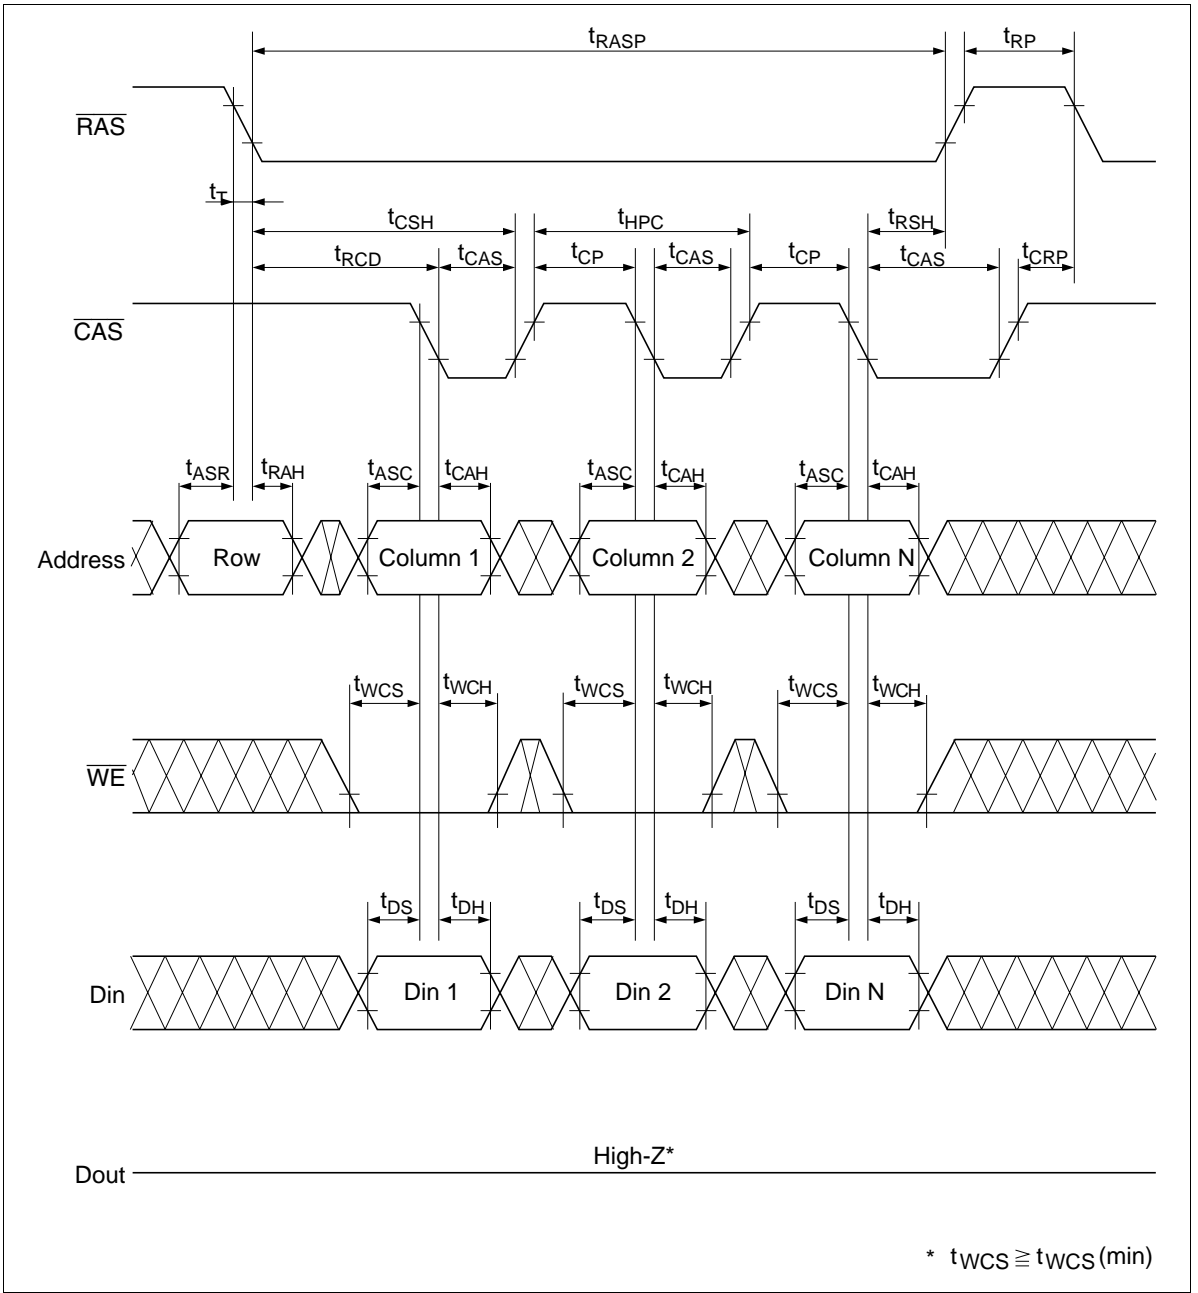 tRASP tRP
RAS
tT
tCSH tHPC tRSH
tRCD tCAS tCP tCAS tCP tCAS tCRP
CAS
tASR tRAH tASC tCAH tASC tCAH tASC tCAH
Address Row Column 1 Column 2 Column N
tWCS tWCH tWCS tWCH tWCS tWCH
WE
tDS tDH tDS tDH tDS tDH
Din Din 1 Din 2 Din N
High-Z*
Dout
* tWCS ≧ tWCS (min)